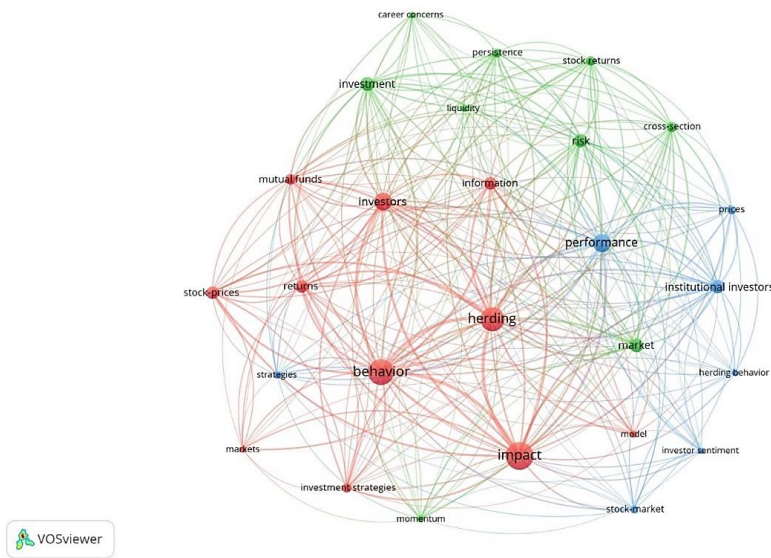 career concerns
persistence
stock returns
investment
liquidity
cross-section
risk
mutual funds
information
investors
prices
performance
stock-prices
returns
institutional investors
herding
market
behavior
strategies
herding behavior
model
markets
impact
investor sentiment
investment strategies
stock-market
momentum
VOSviewer